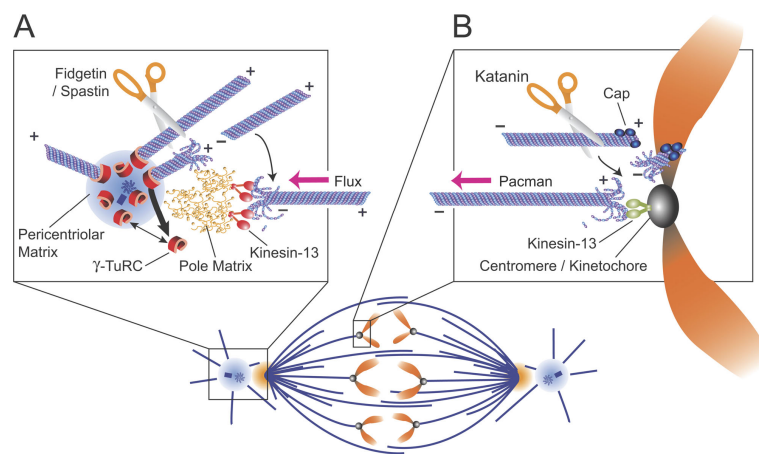 A
Fidgetin
/ Spastin
+
+
+
+
−
Flux
−
+
Pericentriolar
Matrix
γ-TuRC
Pole Matrix
Kinesin-13
B
Katanin
Cap
−
+
−
+
Pacman
−
−
Kinesin-13
Centromere / Kinetochore